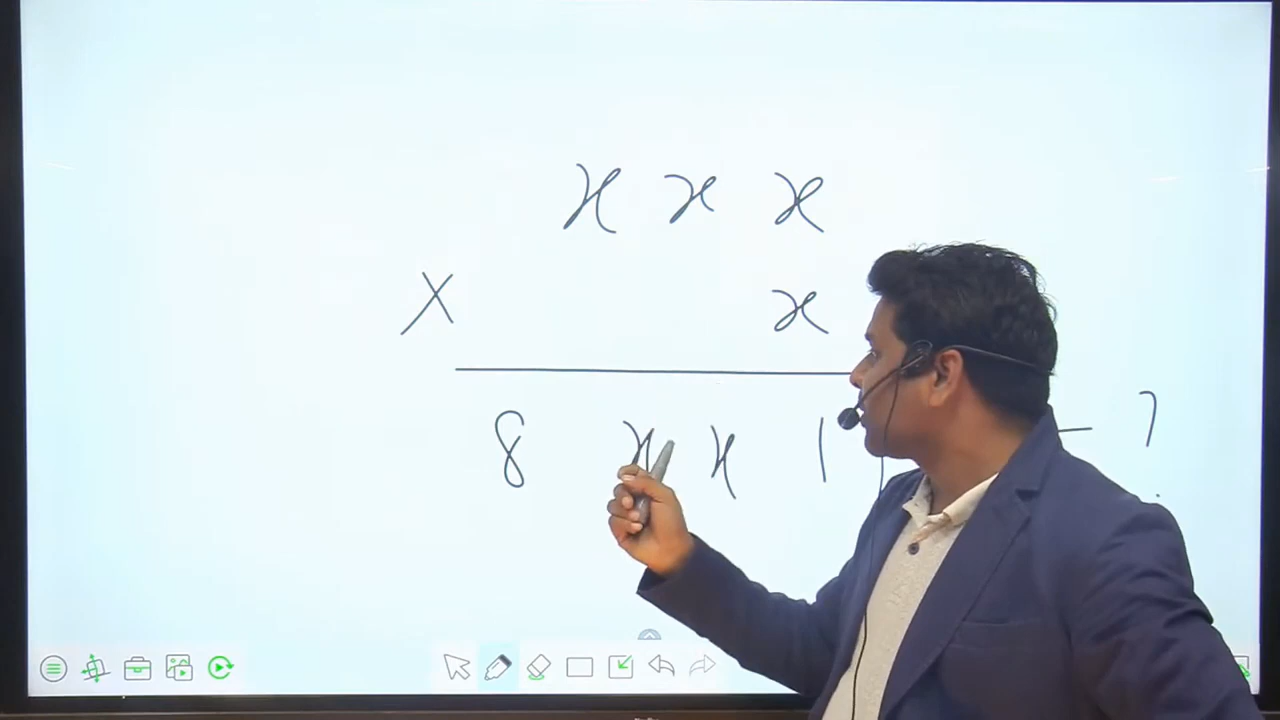 x x x
X x
8 x x 1 — ?